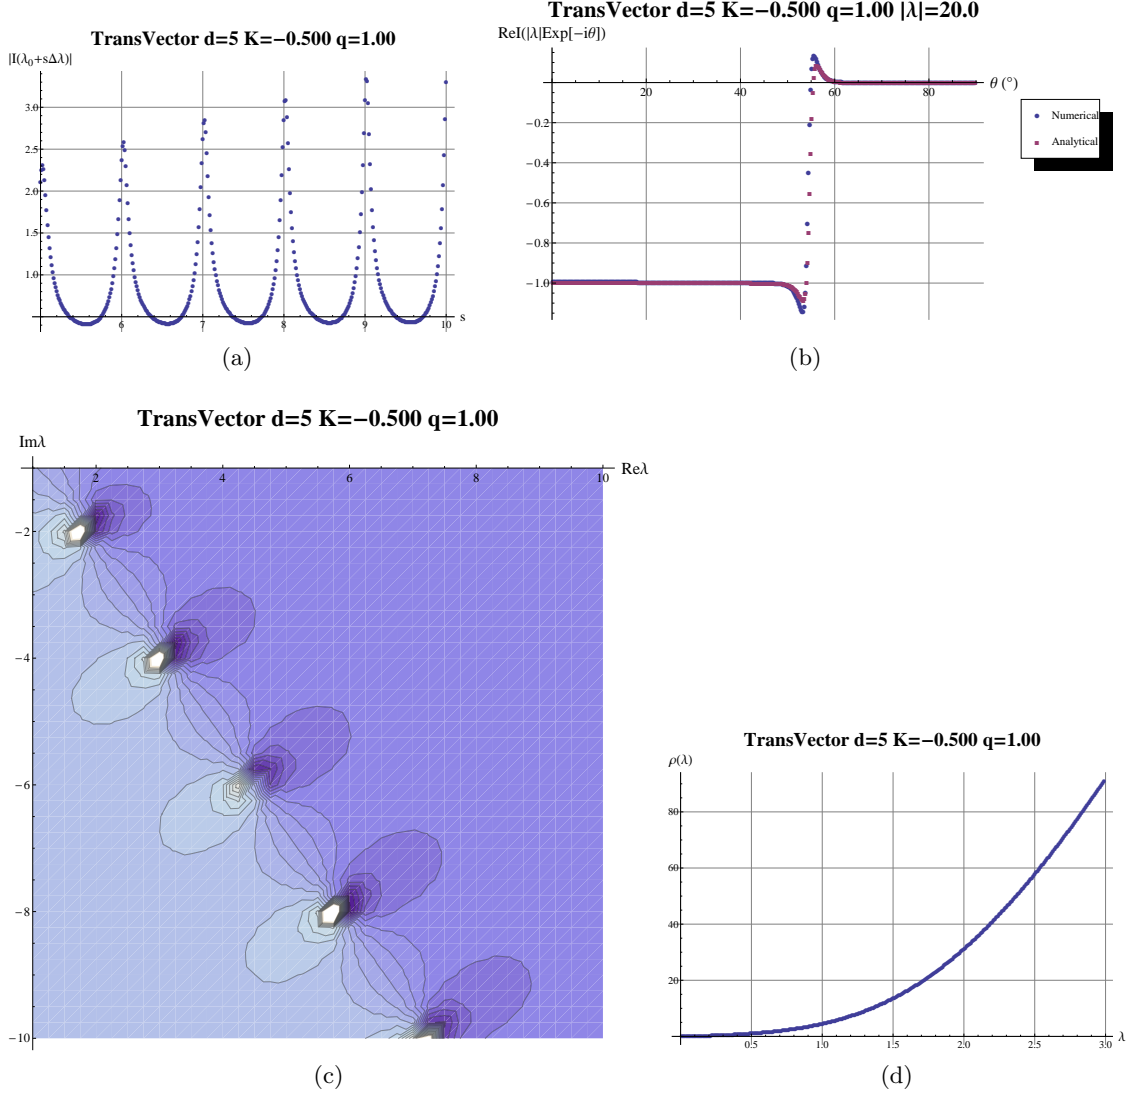 TransVector d=5 K=−0.500 q=1.00
|I(λ₀+sΔλ)|
3.0
2.5
2.0
1.5
1.0
6
7
8
9
10
s
(a)
TransVector d=5 K=−0.500 q=1.00 |λ|=20.0
ReI(|λ|Exp[−iθ])
20
40
60
80
θ (°)
−0.2
−0.4
−0.6
−0.8
−1.0
Numerical
Analytical
(b)
TransVector d=5 K=−0.500 q=1.00
Imλ
2
4
6
8
10
Reλ
−2
−4
−6
−8
−10
(c)
TransVector d=5 K=−0.500 q=1.00
ρ(λ)
80
60
40
20
0.5
1.0
1.5
2.0
2.5
3.0
λ
(d)